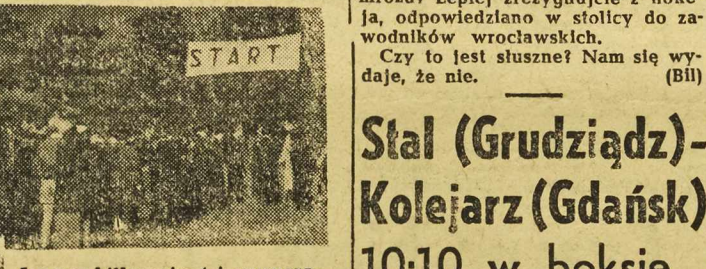 START
ja, odpowiedziano w stolicy do za-
wodników wrocławskich.
Czy to jest słuszne? Nam się wy-
daje, że nie. (Bil)
Stal (Grudziądz)-
Kolejarz (Gdańsk)
10:10 w boksie